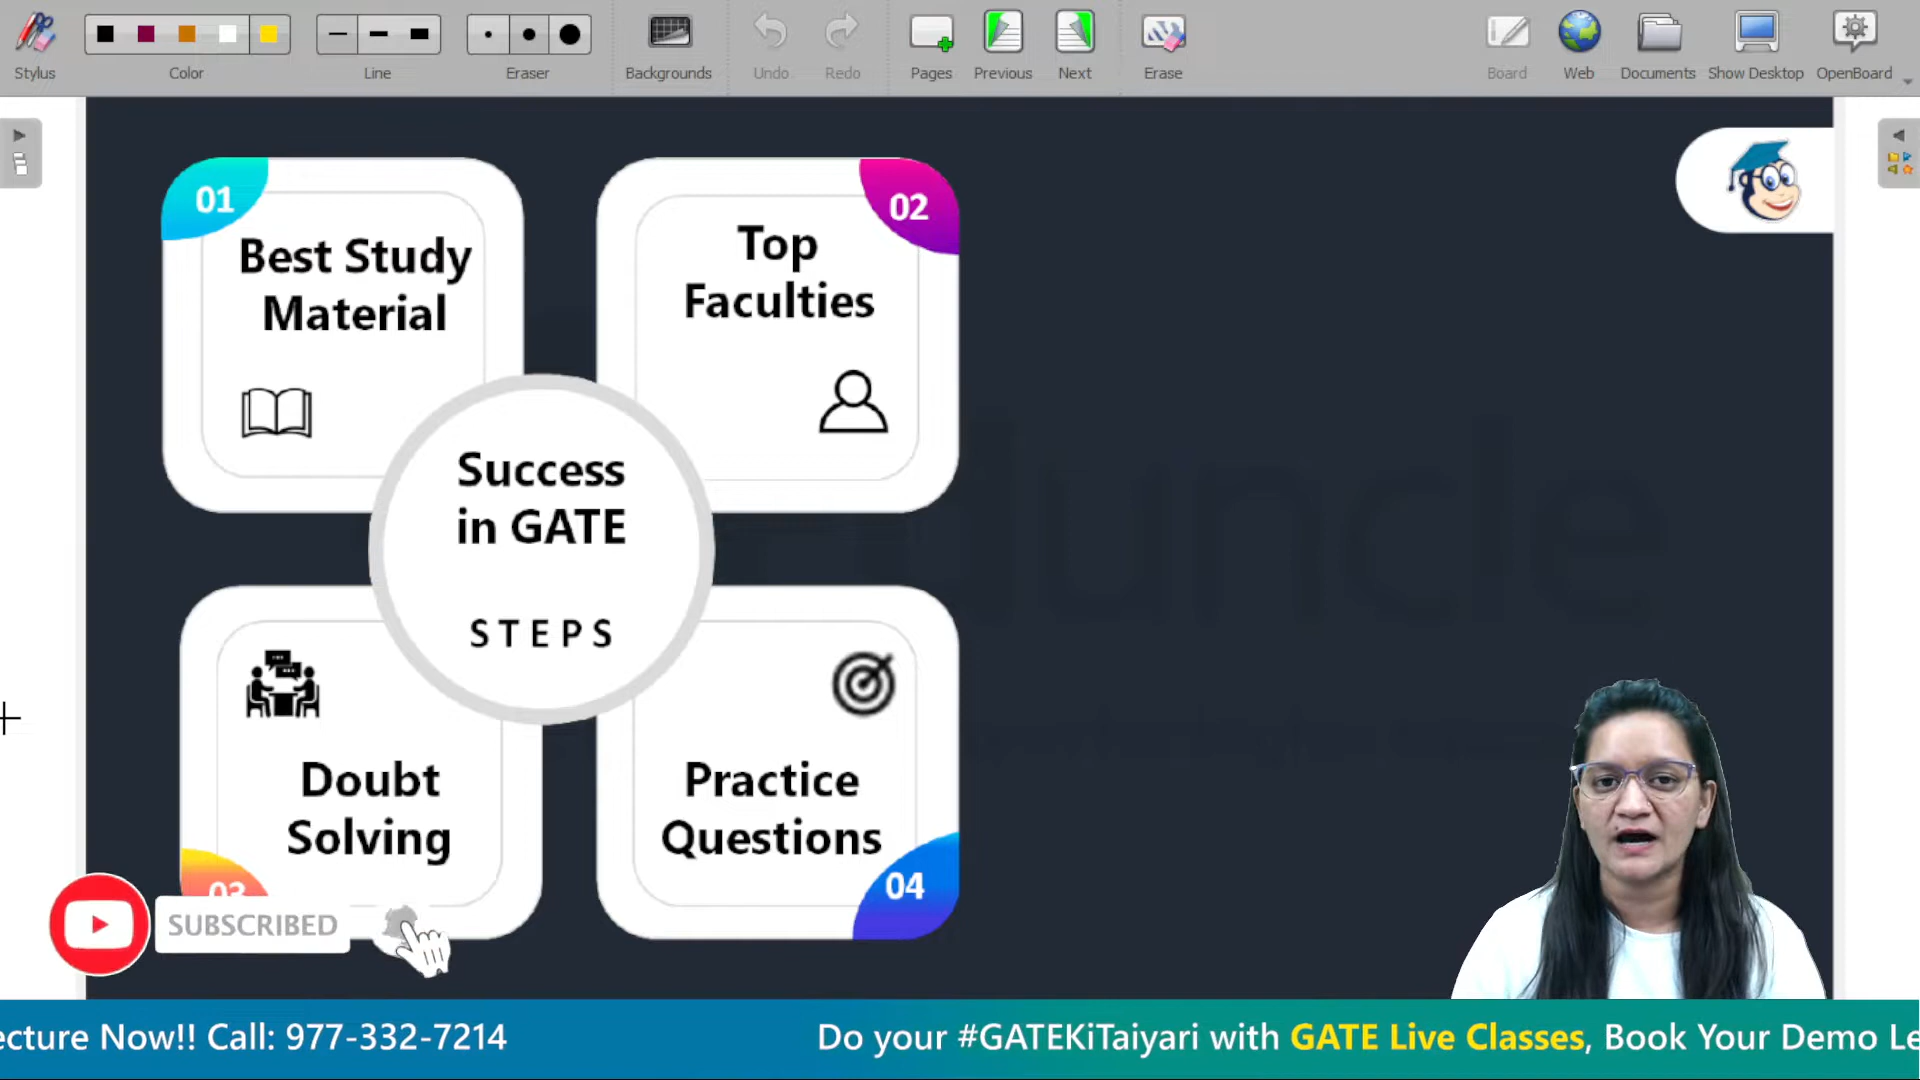 Stylus
Color
Line
Eraser
Backgrounds
Undo
Redo
Pages
Previous
Next
Erase
Board
Web
Documents
Show Desktop
OpenBoard
01
Best Study
Material
02
Top
Faculties
Success
in GATE
STEPS
Doubt
Solving
03
Practice
Questions
04
SUBSCRIBED
ecture Now!! Call: 977-332-7214
Do your #GATEKiTaiyari with GATE Live Classes, Book Your Demo Le